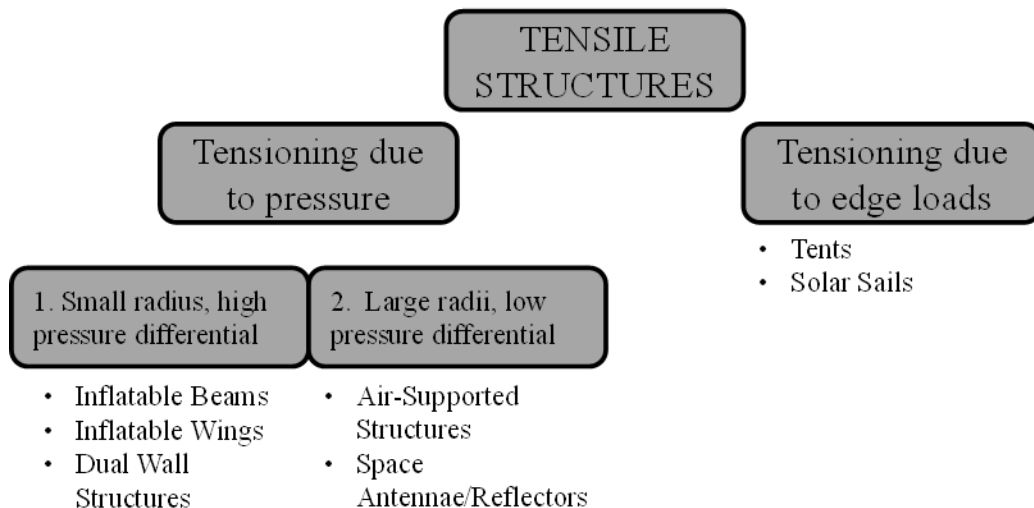 TENSILE
STRUCTURES
Tensioning due
to pressure
Tensioning due
to edge loads
• Tents
• Solar Sails
1. Small radius, high
pressure differential
2. Large radii, low
pressure differential
• Inflatable Beams
• Inflatable Wings
• Dual Wall
Structures
• Air-Supported
Structures
• Space
Antennae/Reflectors